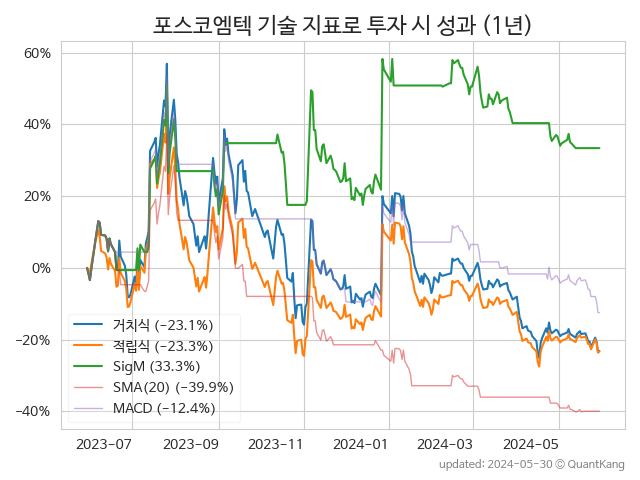 포스코엠텍 기술 지표로 투자 시 성과 (1년)
60%
40%
20%
0%
−20%
−40%
거치식 (−23.1%)
적립식 (−23.3%)
SigM (33.3%)
SMA(20) (−39.9%)
MACD (−12.4%)
2023−07
2023−09
2023−11
2024−01
2024−03
2024−05
updated: 2024-05-30 ⓒ QuantKang